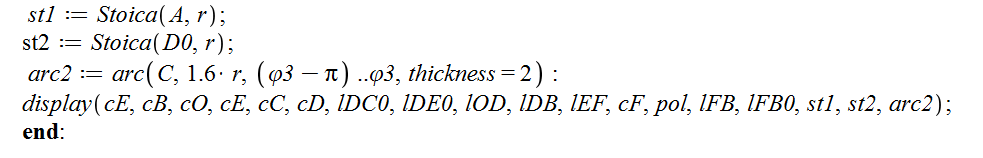 st1 := Stoica(A, r);
st2 := Stoica(D0, r);
arc2 := arc(C, 1.6· r, (φ3 − π) ..φ3, thickness = 2) :
display(cE, cB, cO, cE, cC, cD, lDC0, lDE0, lOD, lDB, lEF, cF, pol, lFB, lFB0, st1, st2, arc2);
end: